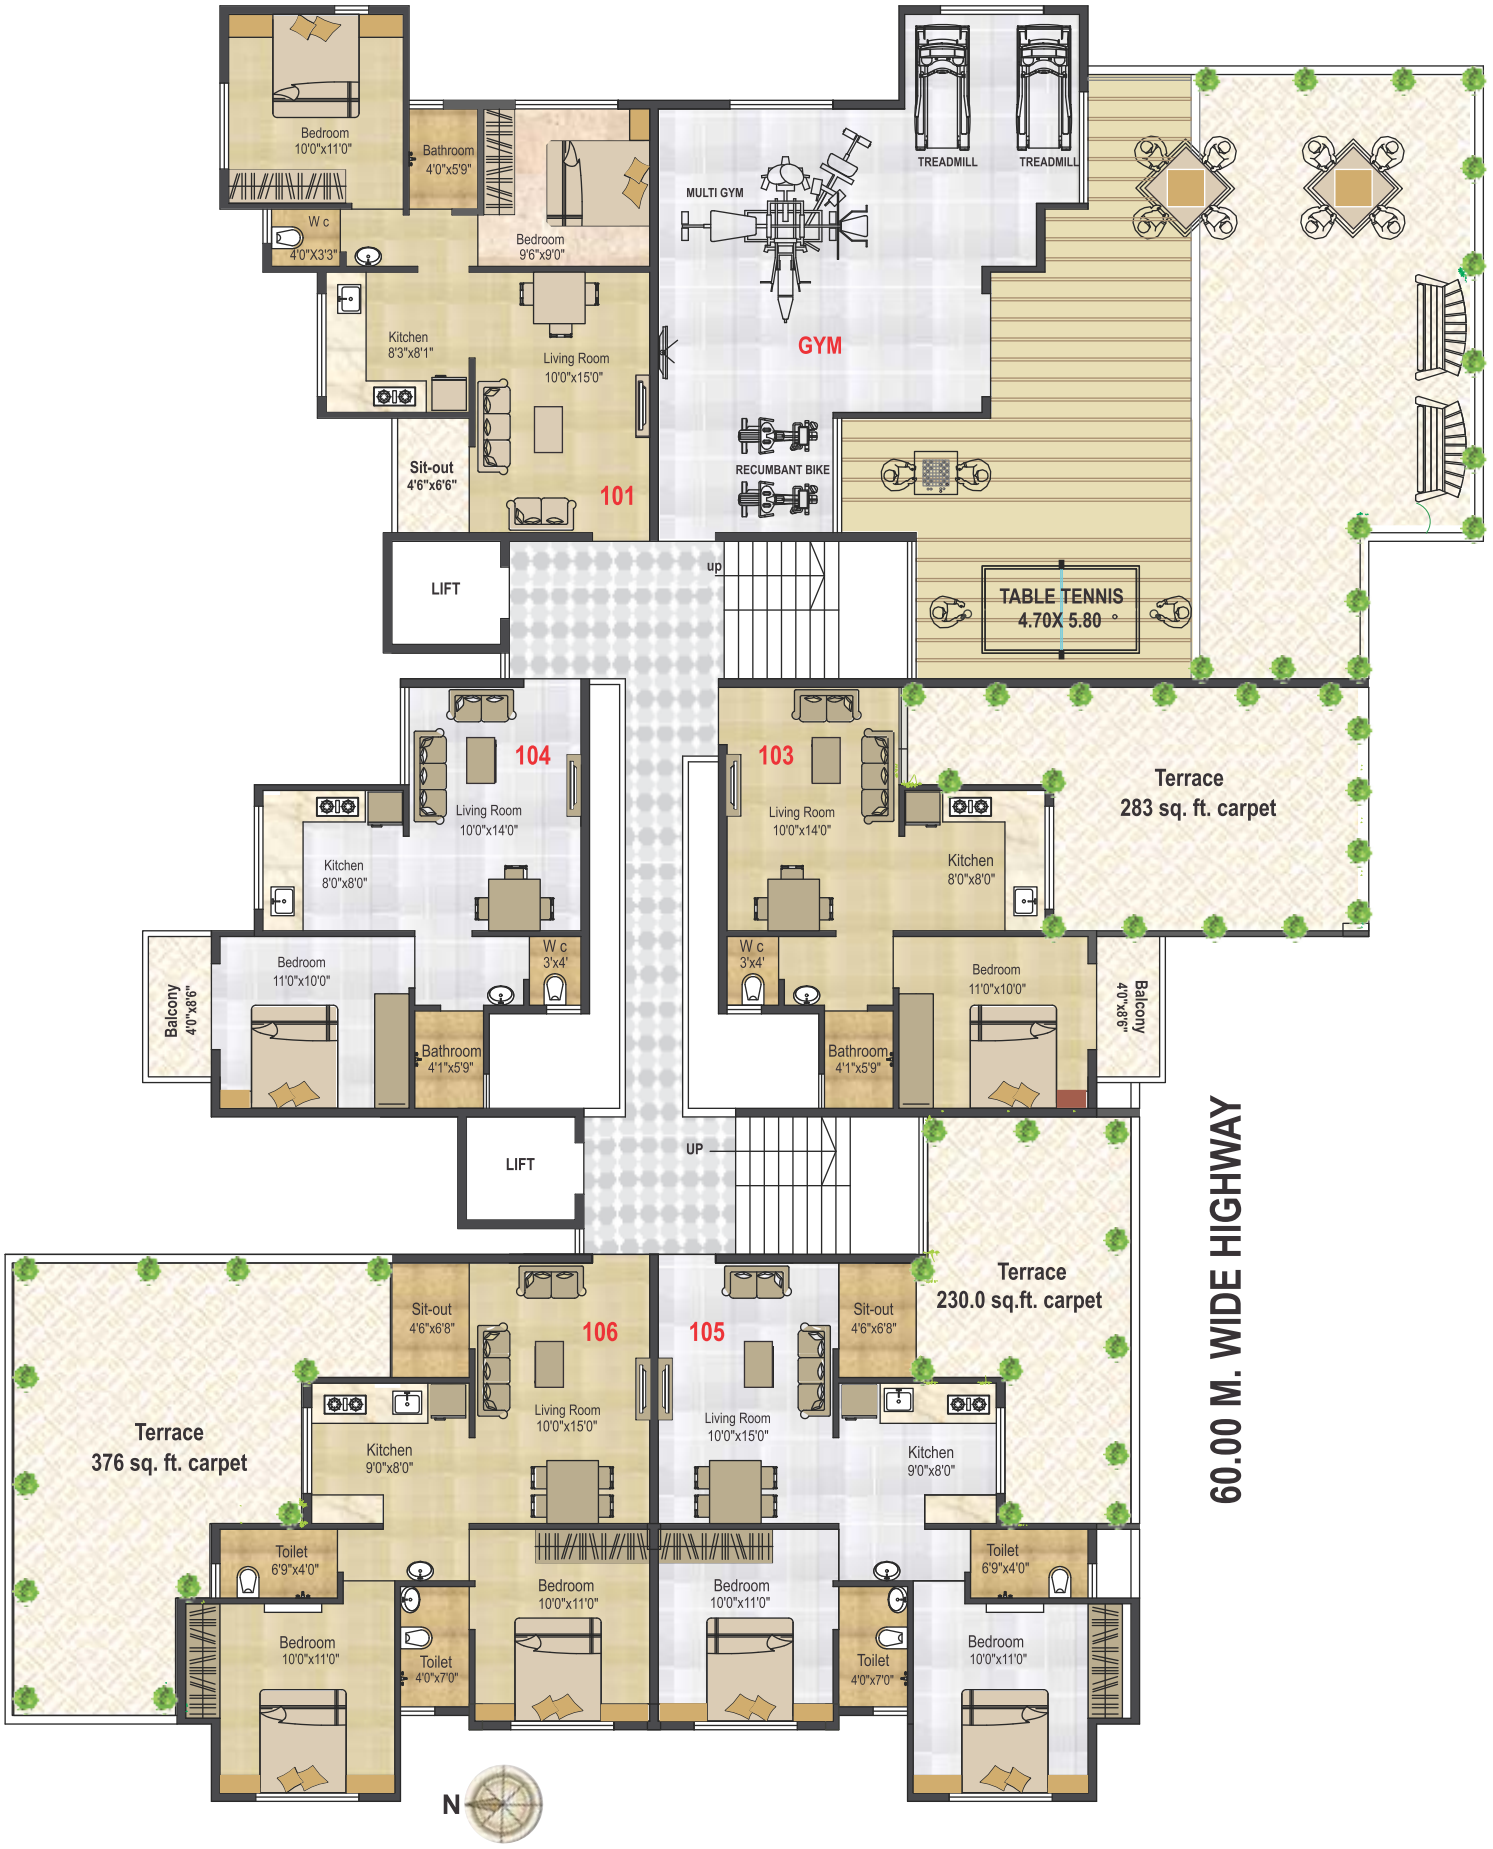 Bedroom
10'0"x11'0"
Bathroom
4'0"x5'9"
W c
4'0"X3'3"
Bedroom
9'6"x9'0"
Kitchen
8'3"x8'1"
Living Room
10'0"x15'0"
Sit-out
4'6"x6'6"
101
MULTI GYM
TREADMILL
TREADMILL
GYM
RECUMBANT BIKE
LIFT
up
TABLE TENNIS
4.70X 5.80
104
Living Room
10'0"x14'0"
Kitchen
8'0"x8'0"
Bedroom
11'0"x10'0"
W c
3'x4'
Balcony
4'0"x8'6"
Bathroom
4'1"x5'9"
103
Living Room
10'0"x14'0"
Kitchen
8'0"x8'0"
Terrace
283 sq. ft. carpet
W c
3'x4'
Bedroom
11'0"x10'0"
Balcony
4'0"x8'6"
Bathroom
4'1"x5'9"
LIFT
UP
60.00 M. WIDE HIGHWAY
Sit-out
4'6"x6'8"
106
Living Room
10'0"x15'0"
Terrace
376 sq. ft. carpet
Kitchen
9'0"x8'0"
Toilet
6'9"x4'0"
Bedroom
10'0"x11'0"
Bedroom
10'0"x11'0"
Toilet
4'0"x7'0"
105
Sit-out
4'6"x6'8"
Terrace
230.0 sq.ft. carpet
Living Room
10'0"x15'0"
Kitchen
9'0"x8'0"
Bedroom
10'0"x11'0"
Toilet
6'9"x4'0"
Toilet
4'0"x7'0"
Bedroom
10'0"x11'0"
N